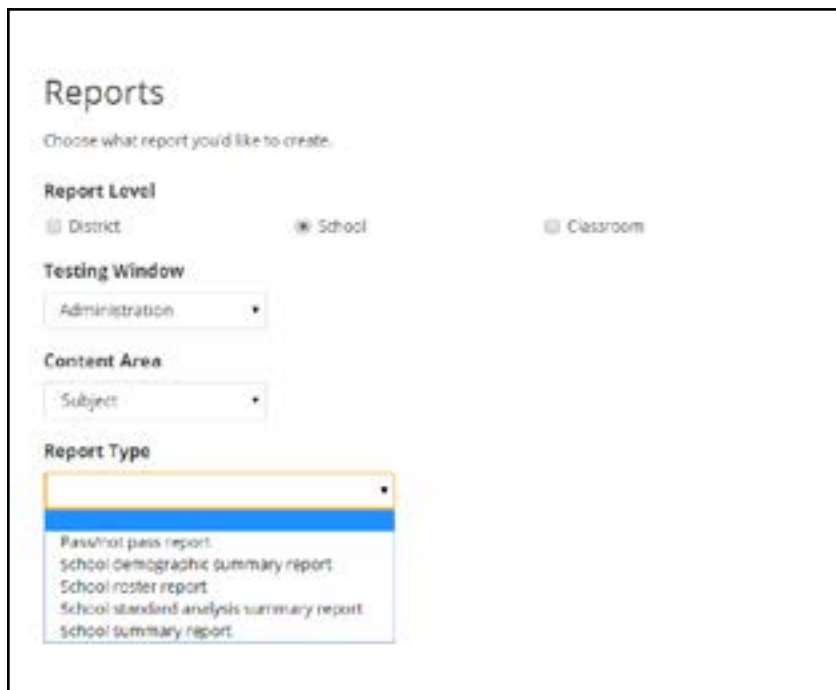 Reports
Choose what report you'd like to create.
Report Level
District School Classroom
Testing Window
Administration
Content Area
Subject
Report Type
Pass/not pass report
School demographic summary report
School roster report
School standard analysis summary report
School summary report